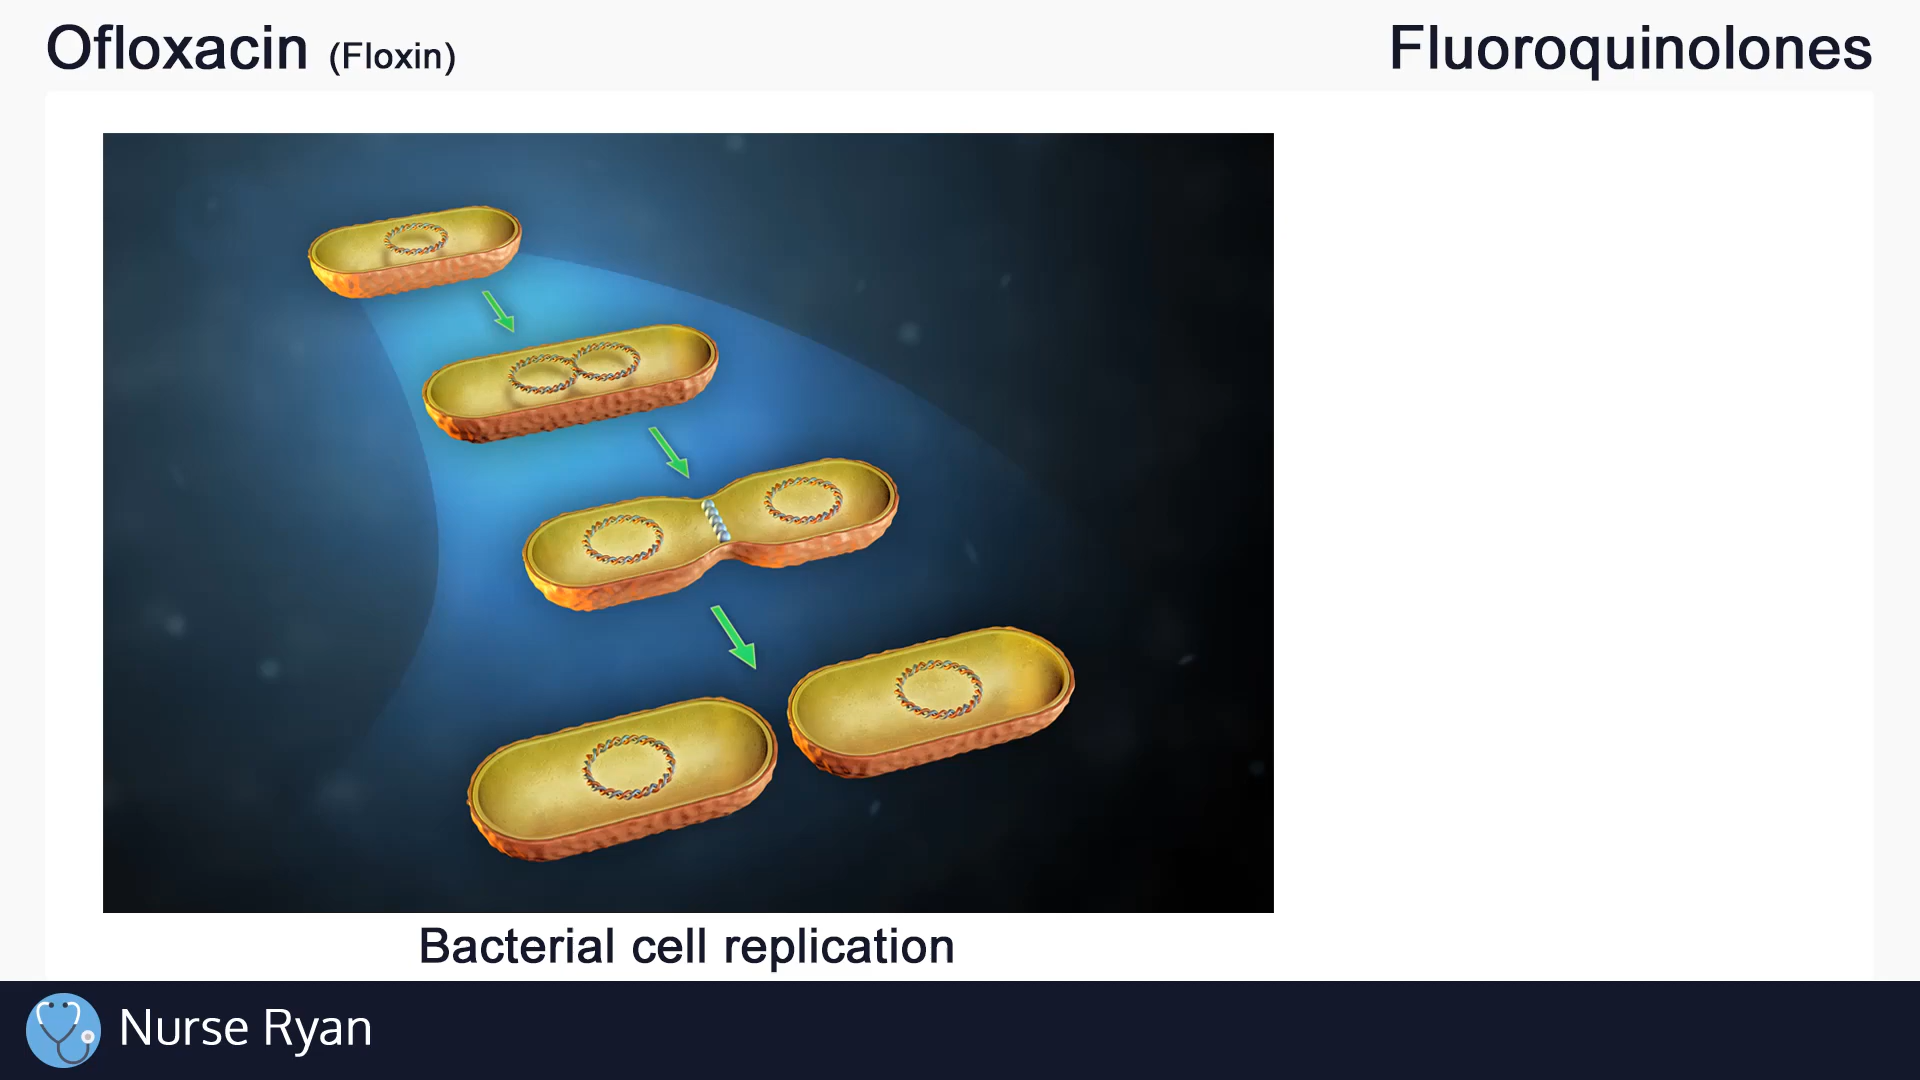 Ofloxacin (Floxin)
Fluoroquinolones
Bacterial cell replication
Nurse Ryan